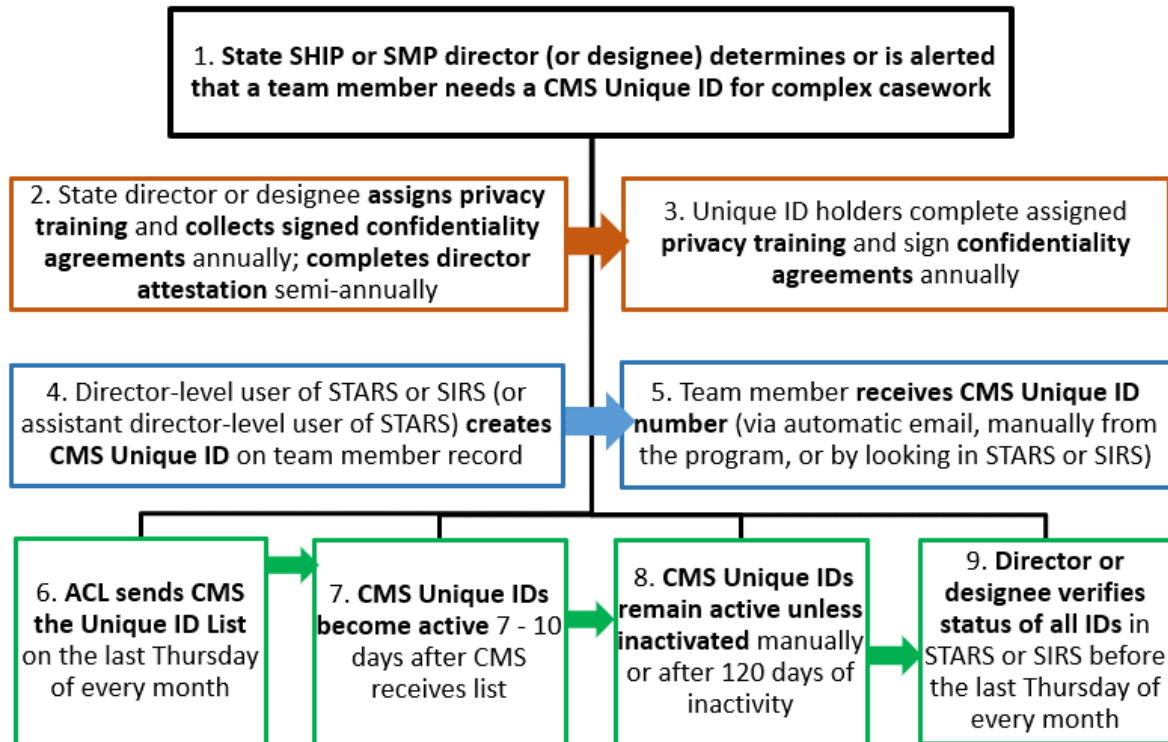 1. State SHIP or SMP director (or designee) determines or is alerted
that a team member needs a CMS Unique ID for complex casework
2. State director or designee assigns privacy
training and collects signed confidentiality
agreements annually; completes director
attestation semi-annually
3. Unique ID holders complete assigned
privacy training and sign confidentiality
agreements annually
4. Director-level user of STARS or SIRS (or
assistant director-level user of STARS) creates
CMS Unique ID on team member record
5. Team member receives CMS Unique ID
number (via automatic email, manually from
the program, or by looking in STARS or SIRS)
6. ACL sends CMS
the Unique ID List
on the last Thursday
of every month
7. CMS Unique IDs
become active 7 - 10
days after CMS
receives list
8. CMS Unique IDs
remain active unless
inactivated manually
or after 120 days of
inactivity
9. Director or
designee verifies
status of all IDs in
STARS or SIRS before
the last Thursday of
every month